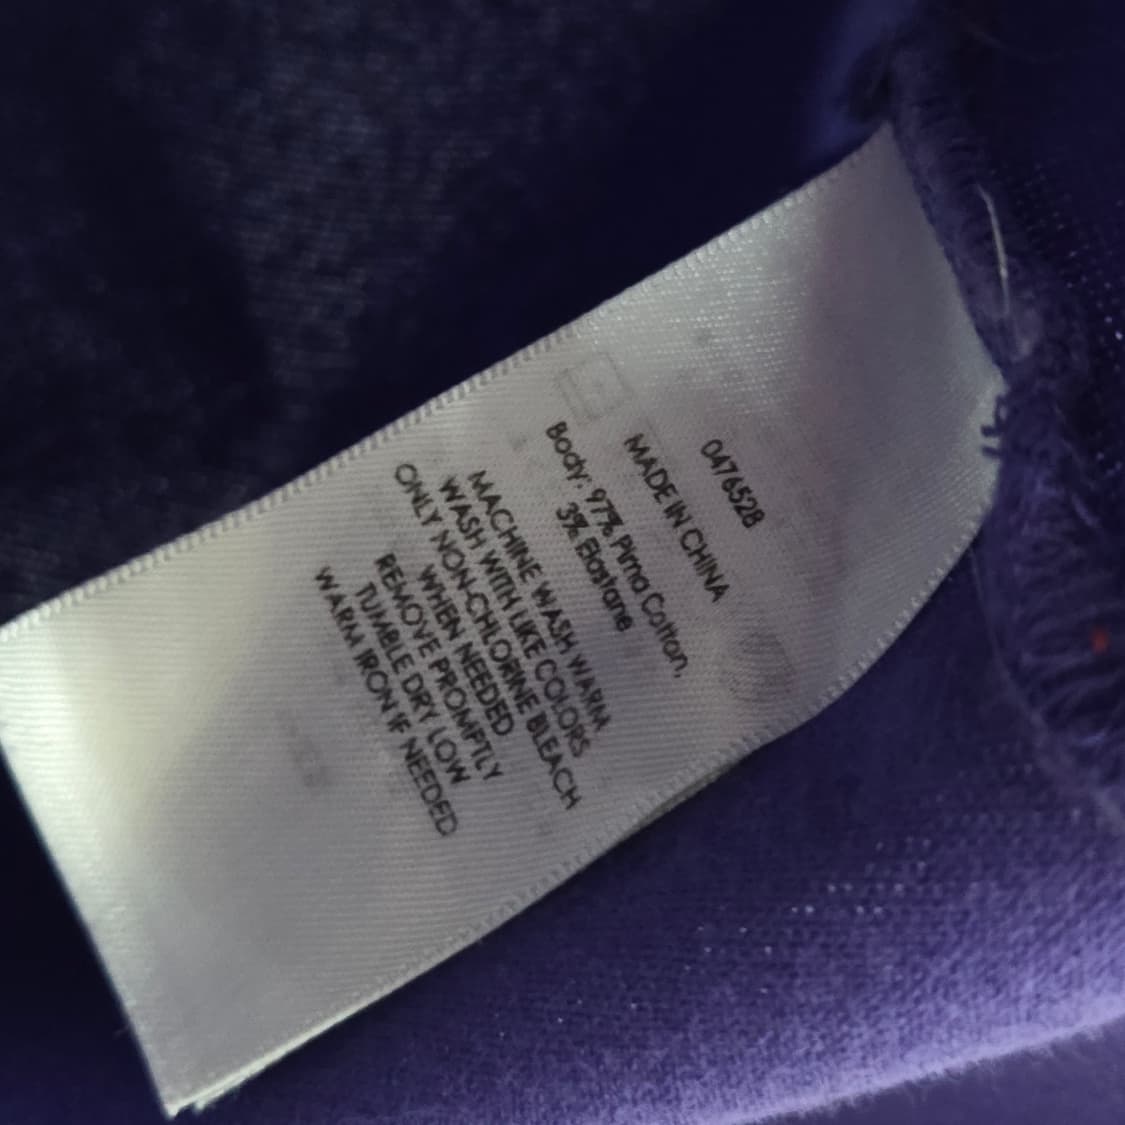 0476528
MADE IN CHINA
Body: 97% Pima Cotton,
3% Elastane
MACHINE WASH WARM
WASH WITH LIKE COLORS
ONLY NON-CHLORINE BLEACH
WHEN NEEDED
REMOVE PROMPTLY
TUMBLE DRY LOW
WARM IRON IF NEEDED